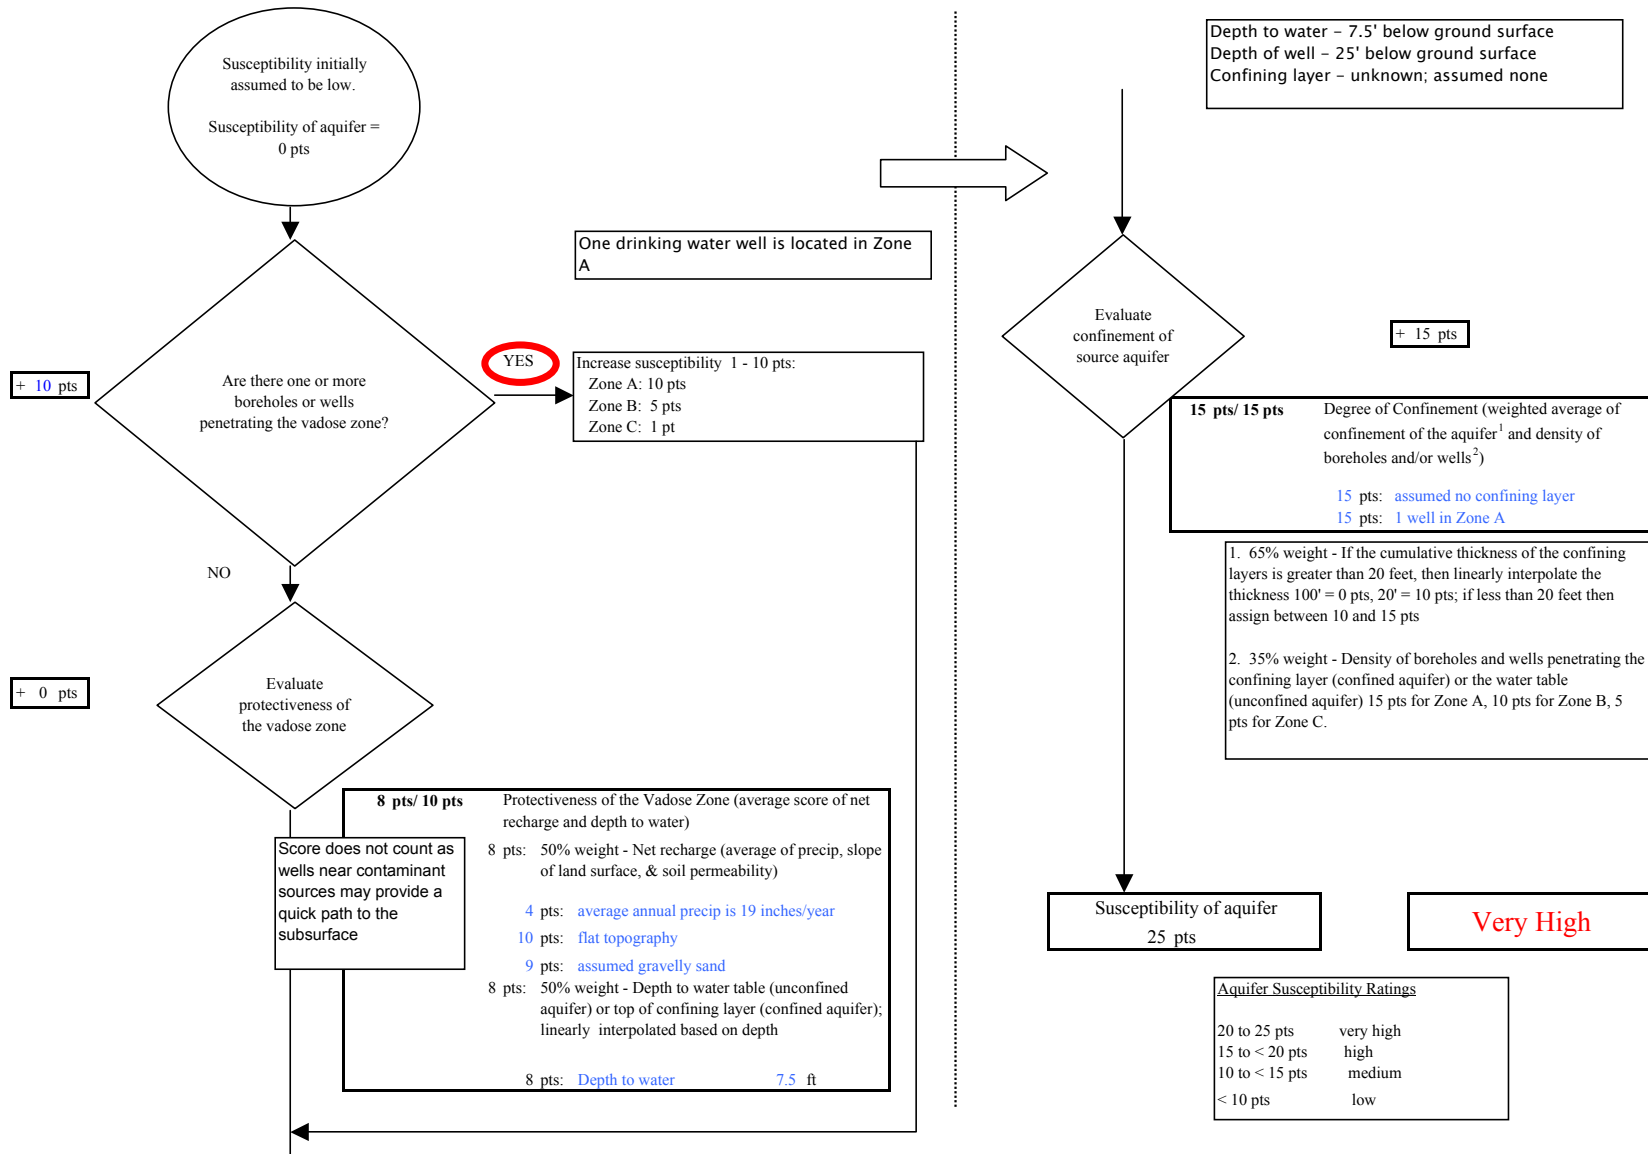 Susceptibility initially
assumed to be low.
Susceptibility of aquifer =
0 pts
One drinking water well is located in Zone
A
+ 10 pts
Are there one or more
boreholes or wells
penetrating the vadose zone?
YES
Increase susceptibility 1 - 10 pts:
Zone A: 10 pts
Zone B: 5 pts
Zone C: 1 pt
NO
+ 0 pts
Evaluate
protectiveness of
the vadose zone
8 pts/ 10 pts Protectiveness of the Vadose Zone (average score of net
recharge and depth to water)
Score does not count as
wells near contaminant
sources may provide a
quick path to the
subsurface
8 pts: 50% weight - Net recharge (average of precip, slope
of land surface, & soil permeability)
4 pts: average annual precip is 19 inches/year
10 pts: flat topography
9 pts: assumed gravelly sand
8 pts: 50% weight - Depth to water table (unconfined
aquifer) or top of confining layer (confined aquifer);
linearly interpolated based on depth
8 pts: Depth to water 7.5 ft
Depth to water – 7.5' below ground surface
Depth of well – 25' below ground surface
Confining layer – unknown; assumed none
Evaluate
confinement of
source aquifer
+ 15 pts
15 pts/ 15 pts Degree of Confinement (weighted average of
confinement of the aquifer1 and density of
boreholes and/or wells2)
15 pts: assumed no confining layer
15 pts: 1 well in Zone A
1. 65% weight - If the cumulative thickness of the confining
layers is greater than 20 feet, then linearly interpolate the
thickness 100' = 0 pts, 20' = 10 pts; if less than 20 feet then
assign between 10 and 15 pts
2. 35% weight - Density of boreholes and wells penetrating the
confining layer (confined aquifer) or the water table
(unconfined aquifer) 15 pts for Zone A, 10 pts for Zone B, 5
pts for Zone C.
Susceptibility of aquifer
25 pts
Very High
Aquifer Susceptibility Ratings
20 to 25 pts very high
15 to < 20 pts high
10 to < 15 pts medium
< 10 pts low